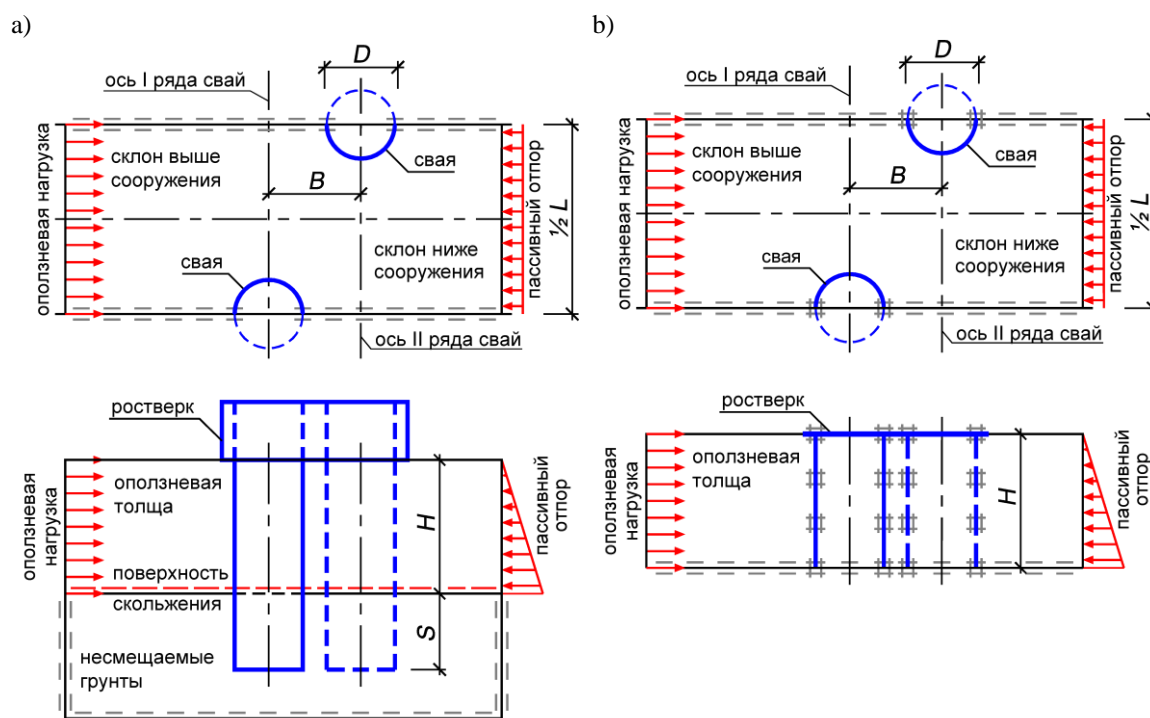 a)
D
ось I ряда свай
оползневая нагрузка
склон выше
сооружения
свая
B
свая
склон ниже
сооружения
пассивный отпор
½ L
ось II ряда свай
ростверк
оползневая
нагрузка
оползневая
толща
H
пассивный
отпор
поверхность
скольжения
S
несмещаемые
грунты
b)
D
ось I ряда свай
оползневая нагрузка
склон выше
сооружения
свая
B
свая
склон ниже
сооружения
пассивный отпор
½ L
ось II ряда свай
ростверк
оползневая
нагрузка
оползневая
толща
H
пассивный
отпор